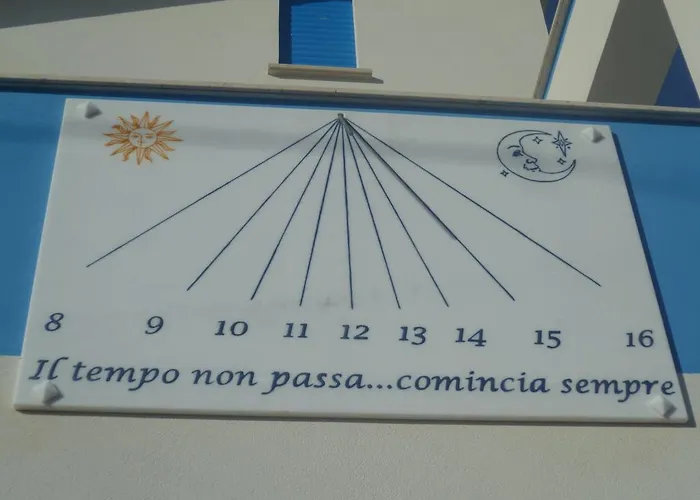 8 9 10 11 12 13 14 15 16
Il tempo non passa...comincia sempre